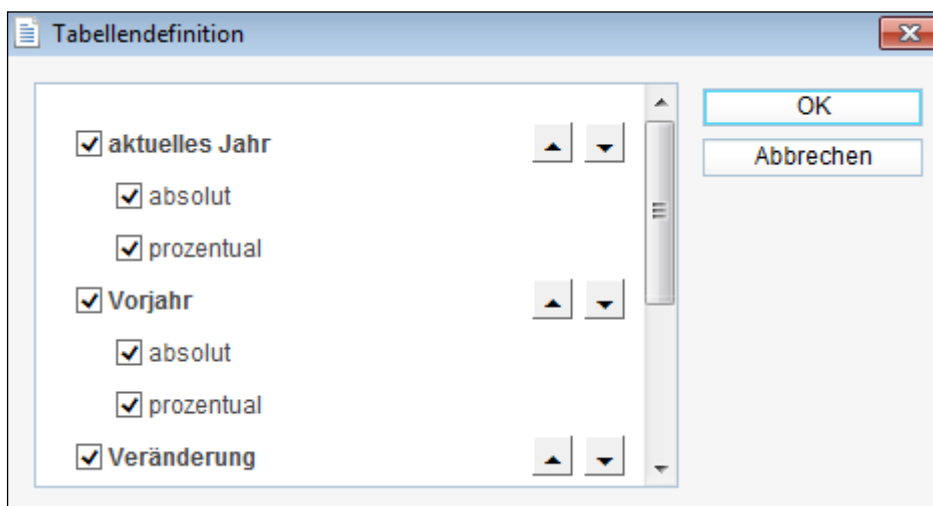 Tabellendefinition
OK
aktuelles Jahr
Abbrechen
absolut
prozentual
Vorjahr
absolut
prozentual
Veränderung